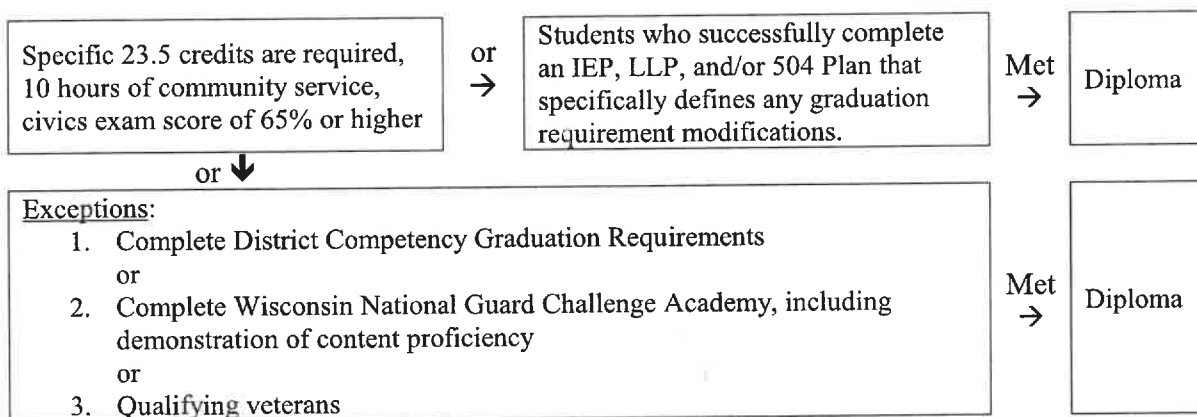 Specific 23.5 credits are required,
10 hours of community service,
civics exam score of 65% or higher
or
→
Students who successfully complete
an IEP, LLP, and/or 504 Plan that
specifically defines any graduation
requirement modifications.
Met
→
Diploma
or ↓
Exceptions:
1. Complete District Competency Graduation Requirements
or
2. Complete Wisconsin National Guard Challenge Academy, including
demonstration of content proficiency
or
3. Qualifying veterans
Met
→
Diploma